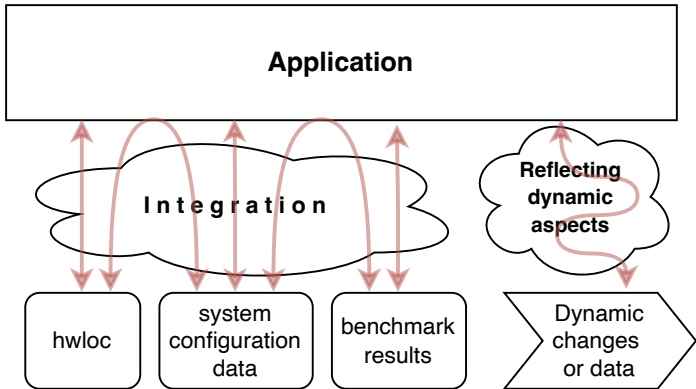 Application
Reflecting
dynamic
aspects
Integration
hwloc
system
configuration
data
benchmark
results
Dynamic
changes
or data